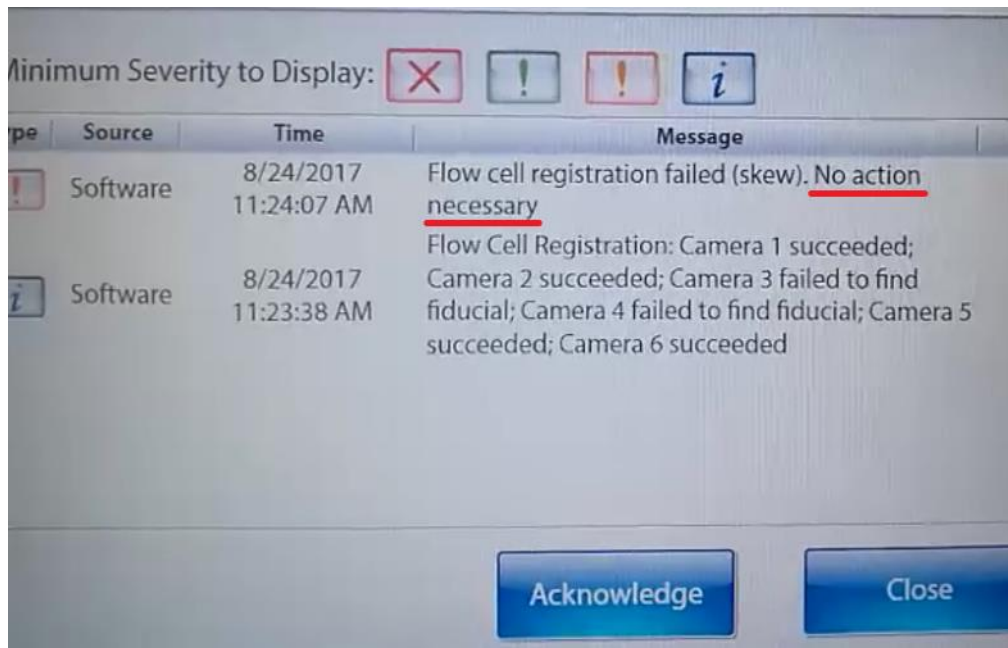 Minimum Severity to Display:
Source Time Message
Software
8/24/2017
11:24:07 AM
Flow cell registration failed (skew). No action
necessary
Software
8/24/2017
11:23:38 AM
Flow Cell Registration: Camera 1 succeeded;
Camera 2 succeeded; Camera 3 failed to find
fiducial; Camera 4 failed to find fiducial; Camera 5
succeeded; Camera 6 succeeded
Acknowledge Close